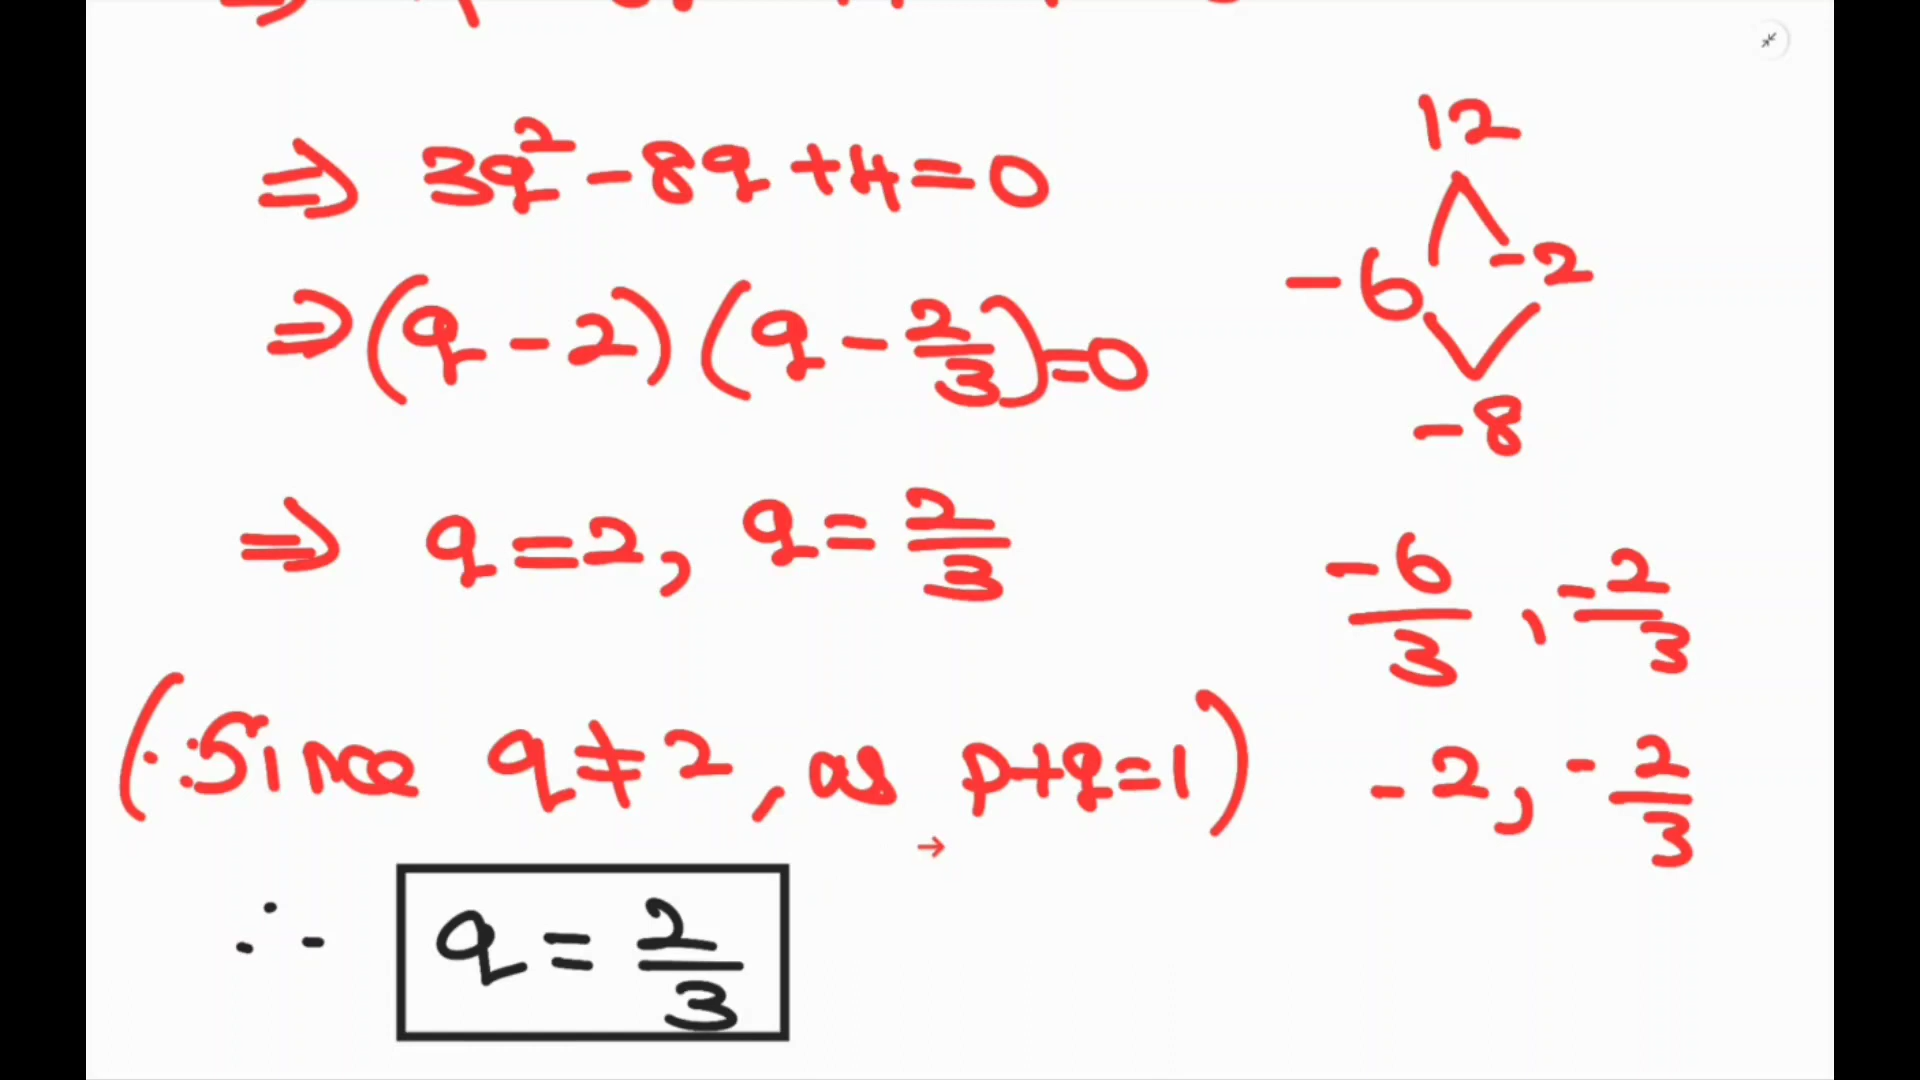 ⇒ 3q² - 8q + 4 = 0
⇒ (q - 2) (q - 2/3) = 0
⇒ q = 2, q = 2/3
(∵ Since q ≠ 2, as p + q = 1)
∴ q = 2/3
12
-6 -2
-8
-6/3, -2/3
-2, -2/3